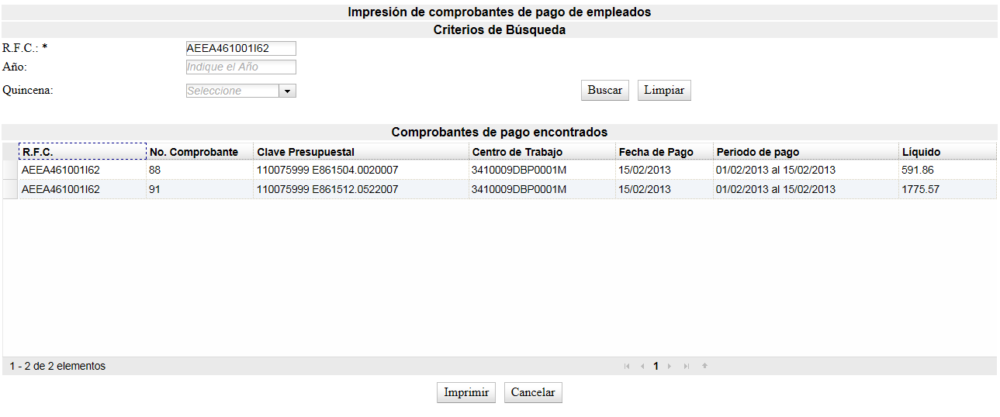 Impresión de comprobantes de pago de empleados
Criterios de Búsqueda
R.F.C.: * AEEA461001I62
Año: Indique el Año
Quincena: Seleccione Buscar Limpiar
Comprobantes de pago encontrados
R.F.C. No. Comprobante Clave Presupuestal Centro de Trabajo Fecha de Pago Periodo de pago Líquido
AEEA461001I62 88 110075999 E861504.0020007 3410009DBP0001M 15/02/2013 01/02/2013 al 15/02/2013 591.86
AEEA461001I62 91 110075999 E861512.0522007 3410009DBP0001M 15/02/2013 01/02/2013 al 15/02/2013 1775.57
1 - 2 de 2 elementos 1
Imprimir Cancelar